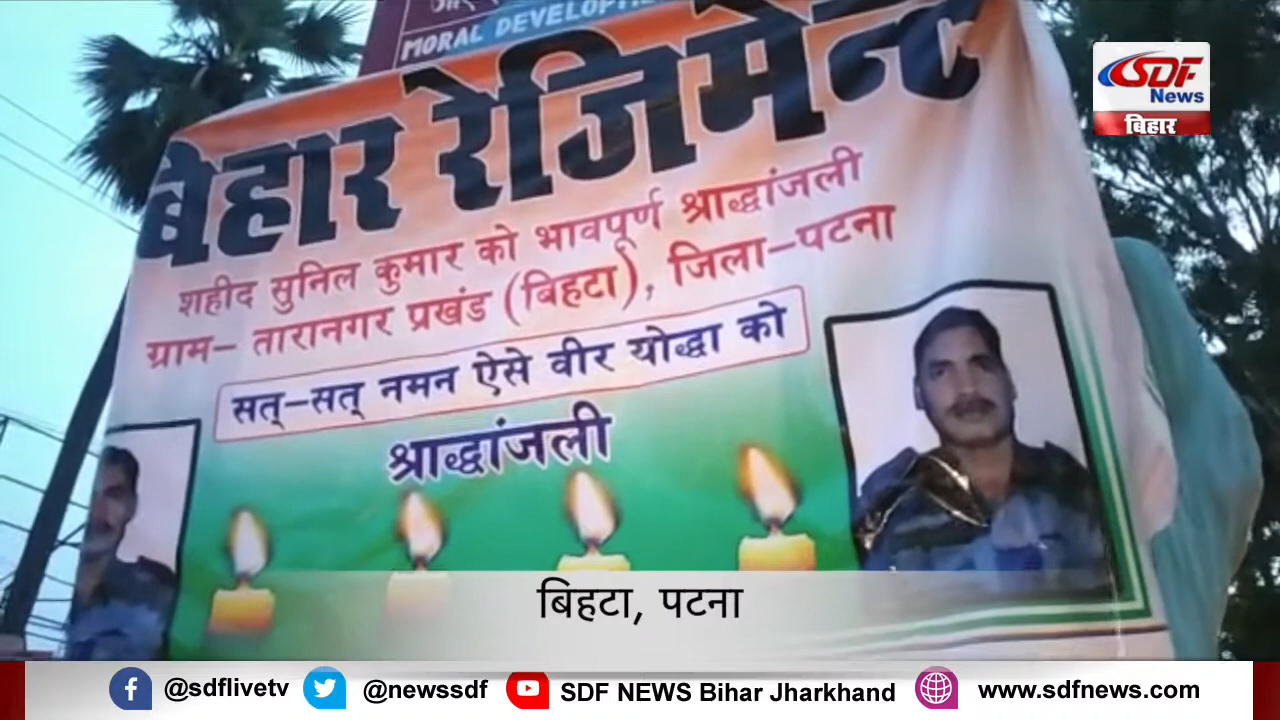 MORAL DEVELOPME
बिहार रेजिमेन्ट
SDF
News
बिहार
शहीद सुनिल कुमार को भावपूर्ण श्राद्धांजली
ग्राम- तारानगर प्रखंड (बिहटा), जिला-पटना
सत्-सत् नमन ऐसे वीर योद्धा को
श्राद्धांजली
बिहटा, पटना
@sdflivetv @newssdf SDF NEWS Bihar Jharkhand www.sdfnews.com